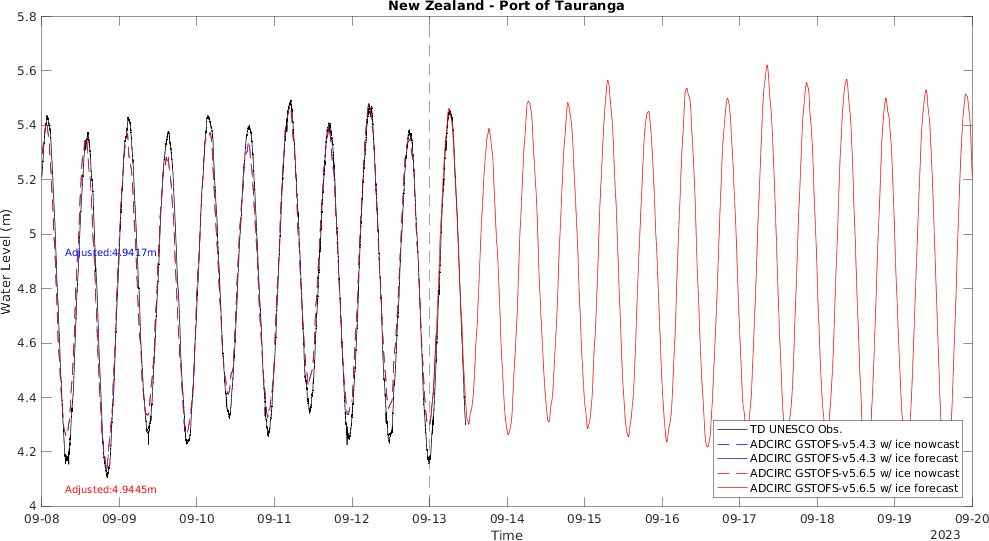 New Zealand - Port of Tauranga
5.8
5.6
5.4
5.2
5
4.8
4.6
4.4
4.2
4
Water Level (m)
Adjusted:4.9417m
Adjusted:4.9445m
TD UNESCO Obs.
ADCIRC GSTOFS-v5.4.3 w/ ice nowcast
ADCIRC GSTOFS-v5.4.3 w/ ice forecast
ADCIRC GSTOFS-v5.6.5 w/ ice nowcast
ADCIRC GSTOFS-v5.6.5 w/ ice forecast
09-08 09-09 09-10 09-11 09-12 09-13 09-14 09-15 09-16 09-17 09-18 09-19 09-20
Time
2023